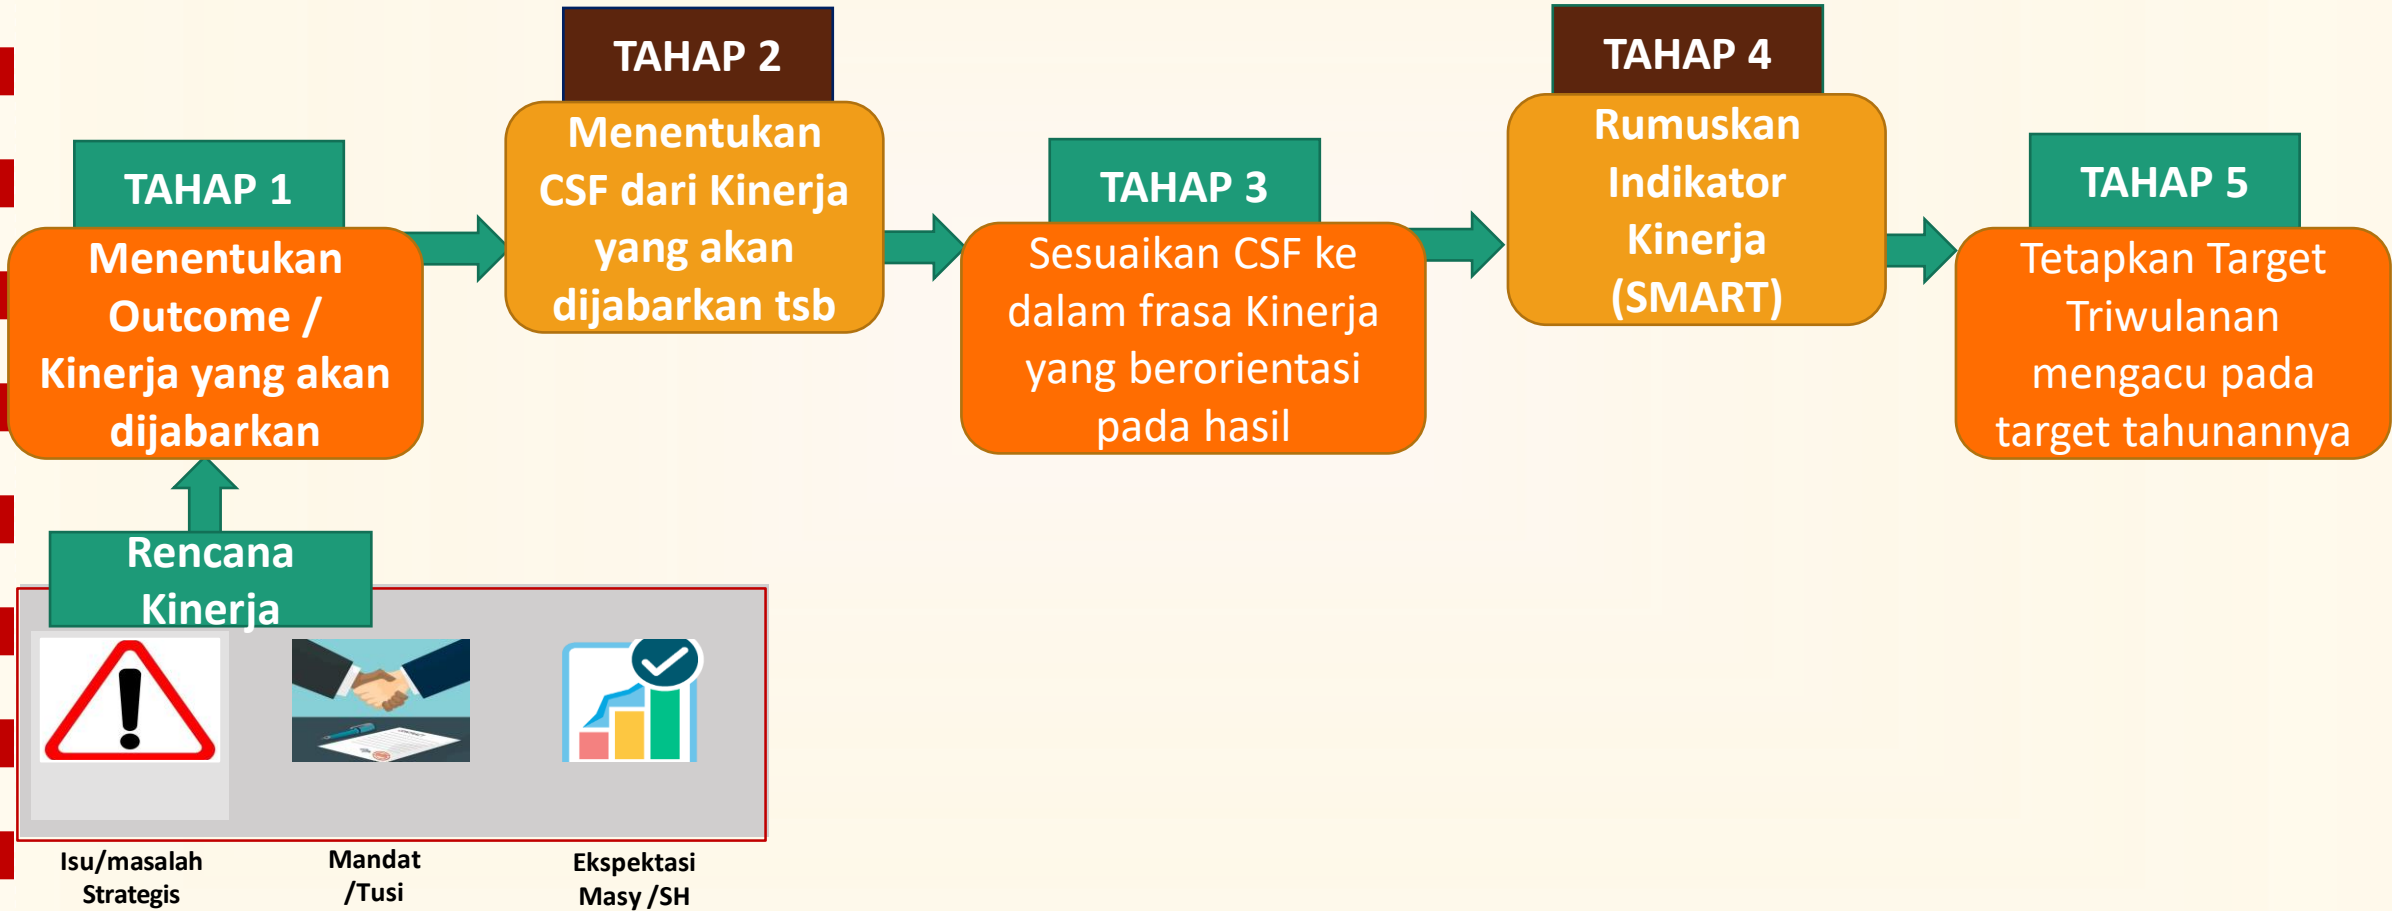 TAHAP 1
Menentukan
Outcome /
Kinerja yang akan
dijabarkan
TAHAP 2
Menentukan
CSF dari Kinerja
yang akan
dijabarkan tsb
TAHAP 3
Sesuaikan CSF ke
dalam frasa Kinerja
yang berorientasi
pada hasil
TAHAP 4
Rumuskan
Indikator
Kinerja
(SMART)
TAHAP 5
Tetapkan Target
Triwulanan
mengacu pada
target tahunannya
Rencana
Kinerja
Isu/masalah
Strategis
Mandat
/Tusi
Ekspektasi
Masy /SH